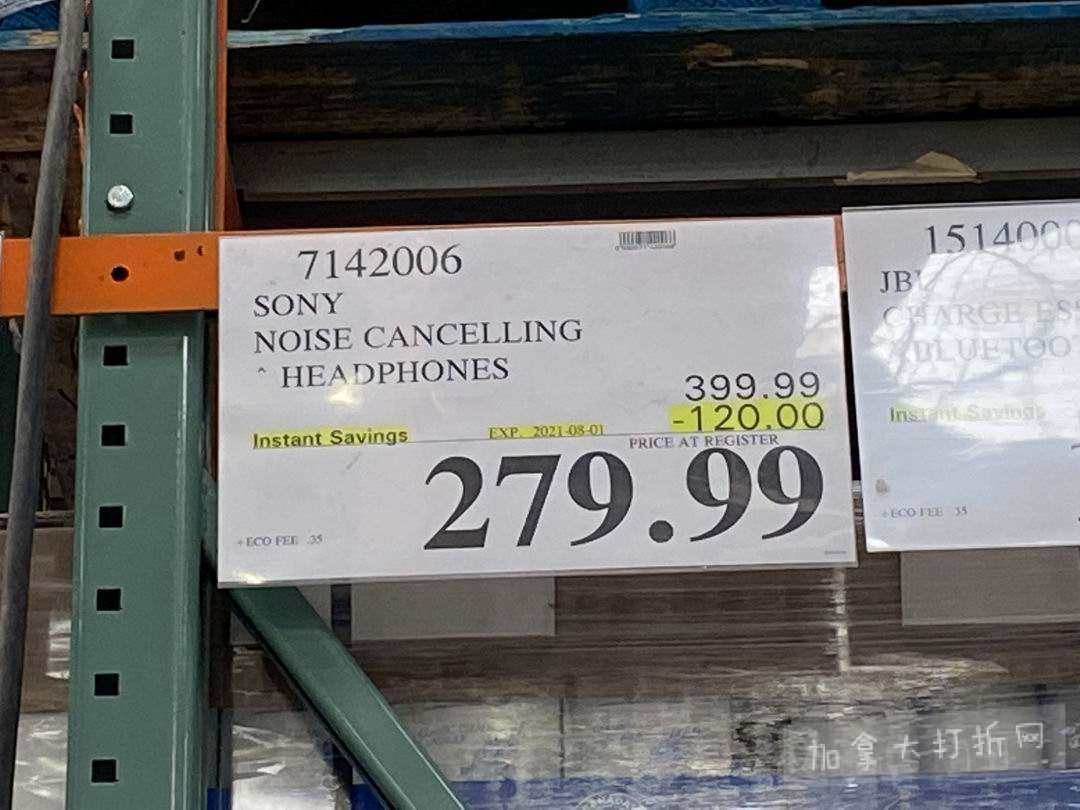 7142006
SONY
NOISE CANCELLING
^ HEADPHONES
399.99
-120.00
Instant Savings EXP. 2021-08-01
PRICE AT REGISTER
279.99
+ECO FEE .35
CHARGE
Instant Savings
+ECO FEE .35
加拿大打折网